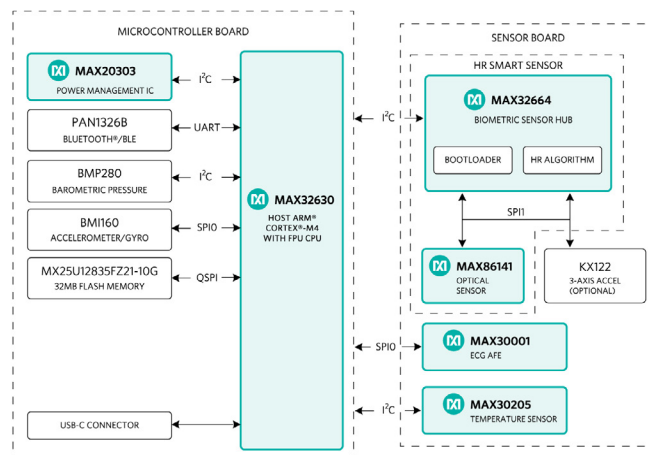 MICROCONTROLLER BOARD
MAX20303
POWER MANAGEMENT IC
I²C
PAN1326B
BLUETOOTH®/BLE
UART
BMP280
BAROMETRIC PRESSURE
I²C
BMI160
ACCELEROMETER/GYRO
SPI0
MX25U12835FZ21-10G
32MB FLASH MEMORY
QSPI
USB-C CONNECTOR
MAX32630
HOST ARM®
CORTEX®-M4
WITH FPU CPU
I²C
SPI0
I²C
SENSOR BOARD
HR SMART SENSOR
MAX32664
BIOMETRIC SENSOR HUB
BOOTLOADER
HR ALGORITHM
SPI1
MAX86141
OPTICAL
SENSOR
KX122
3-AXIS ACCEL
(OPTIONAL)
MAX30001
ECG AFE
MAX30205
TEMPERATURE SENSOR